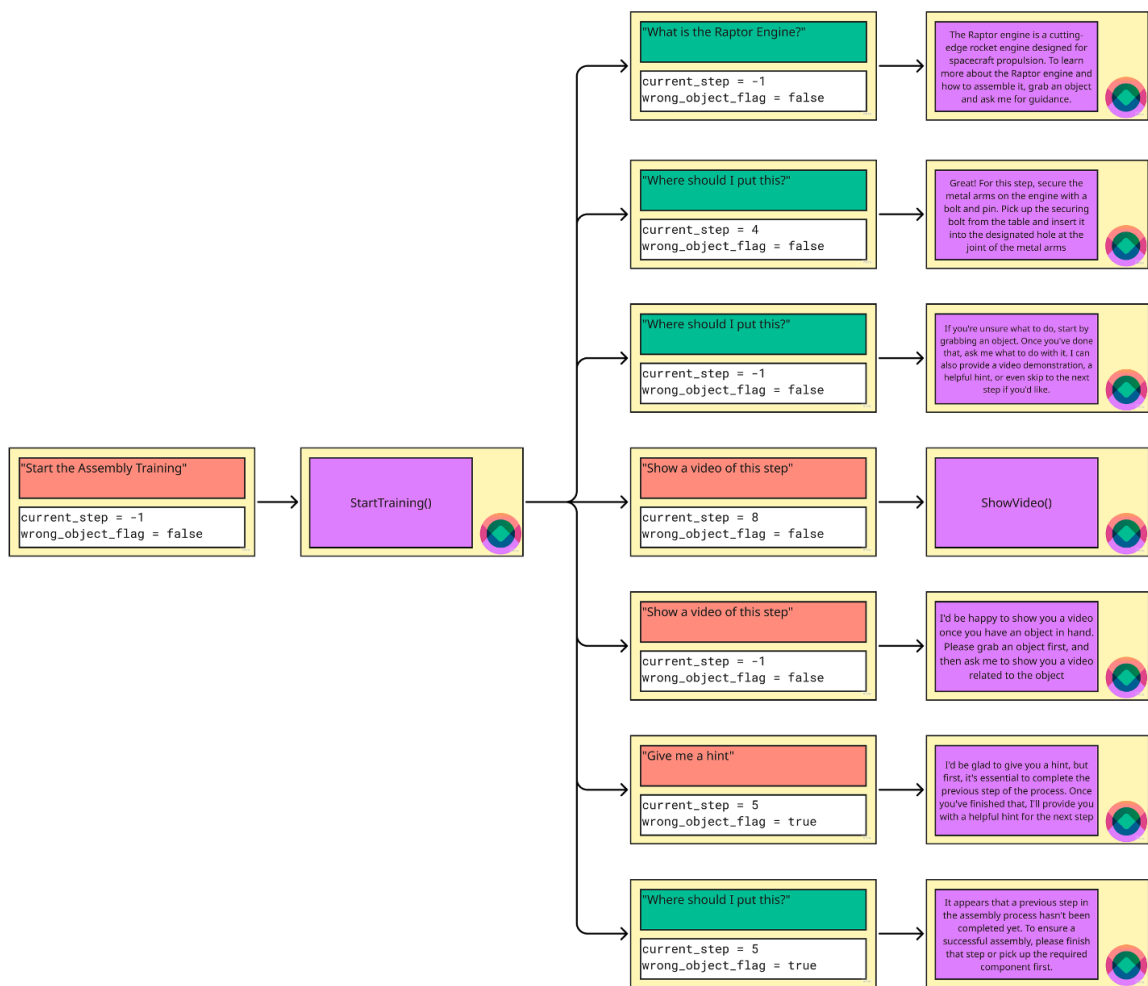 "Start the Assembly Training"
current_step = -1
wrong_object_flag = false
StartTraining()
"What is the Raptor Engine?"
current_step = -1
wrong_object_flag = false
The Raptor engine is a cutting-
edge rocket engine designed for
spacecraft propulsion. To learn
more about the Raptor engine and
how to assemble it, grab an object
and ask me for guidance.
"Where should I put this?"
current_step = 4
wrong_object_flag = false
Great! For this step, secure the
metal arms on the engine with a
bolt and pin. Pick up the securing
bolt from the table and insert it
into the designated hole at the
joint of the metal arms
"Where should I put this?"
current_step = -1
wrong_object_flag = false
If you're unsure what to do, start by
grabbing an object. Once you've done
that, ask me what to do with it. I can
also provide a video demonstration, a
helpful hint, or even skip to the next
step if you'd like.
"Show a video of this step"
current_step = 8
wrong_object_flag = false
ShowVideo()
"Show a video of this step"
current_step = -1
wrong_object_flag = false
I'd be happy to show you a video
once you have an object in hand.
Please grab an object first, and
then ask me to show you a video
related to the object
"Give me a hint"
current_step = 5
wrong_object_flag = true
I'd be glad to give you a hint, but
first, it's essential to complete the
previous step of the process. Once
you've finished that, I'll provide you
with a helpful hint for the next step
"Where should I put this?"
current_step = 5
wrong_object_flag = true
It appears that a previous step in
the assembly process hasn't been
completed yet. To ensure a
successful assembly, please finish
that step or pick up the required
component first.